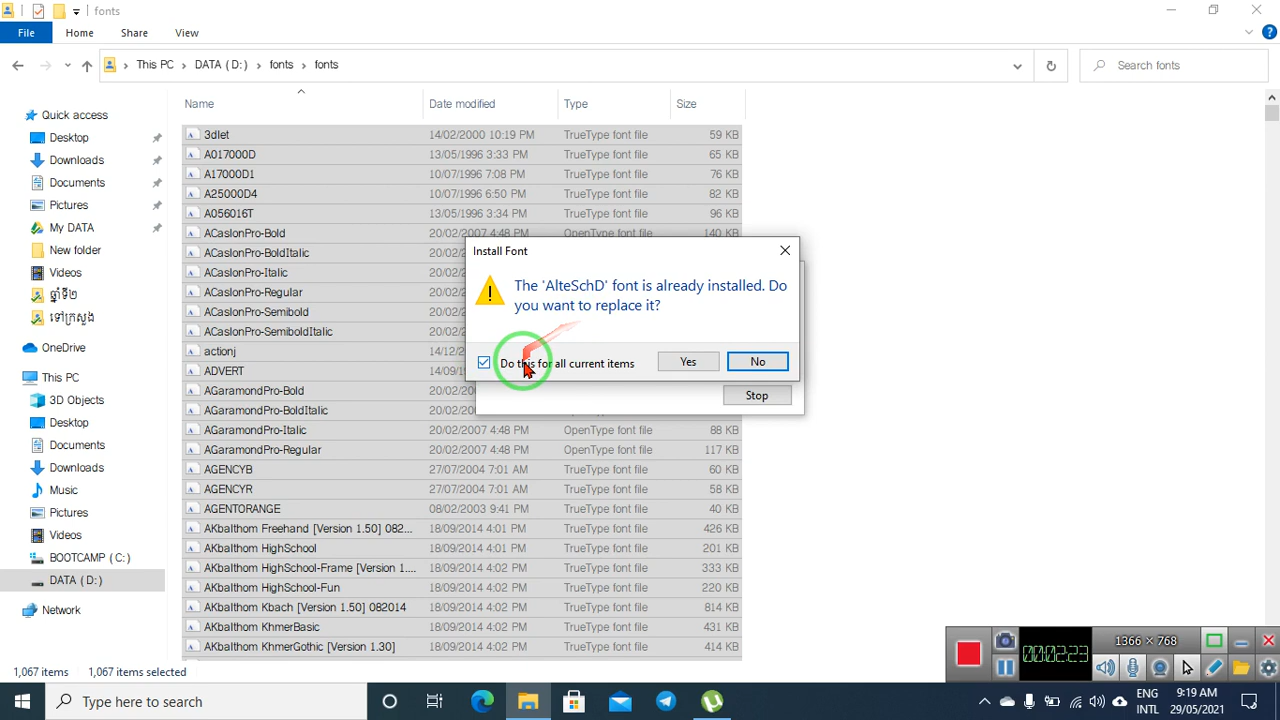 fonts
File Home Share View
This PC DATA (D:) fonts fonts
Search fonts
Name Date modified Type Size
Quick access
Desktop
Downloads
Documents
Pictures
My DATA
New folder
Videos
ឆ្នាំទី២
ទៅក្រសួង
OneDrive
This PC
3D Objects
Desktop
Documents
Downloads
Music
Pictures
Videos
BOOTCAMP (C:)
DATA (D:)
Network
3dlet 14/02/2000 10:19 PM TrueType font file 59 KB
A017000D 13/05/1996 3:33 PM TrueType font file 65 KB
A17000D1 10/07/1996 7:08 PM TrueType font file 76 KB
A25000D4 10/07/1996 6:50 PM TrueType font file 82 KB
A056016T 13/05/1996 3:34 PM TrueType font file 96 KB
ACaslonPro-Bold 20/02/2007 4:48 PM OpenType font file 140 KB
ACaslonPro-BoldItalic
ACaslonPro-Italic
ACaslonPro-Regular
ACaslonPro-Semibold
ACaslonPro-SemiboldItalic
actionj
ADVERT
AGaramondPro-Bold
AGaramondPro-BoldItalic
AGaramondPro-Italic 20/02/2007 4:48 PM OpenType font file 88 KB
AGaramondPro-Regular 20/02/2007 4:48 PM OpenType font file 117 KB
AGENCYB 27/07/2004 7:01 AM TrueType font file 60 KB
AGENCYR 27/07/2004 7:01 AM TrueType font file 58 KB
AGENTORANGE 08/02/2003 9:41 PM TrueType font file 40 KB
AKbalthom Freehand [Version 1.50] 082... 18/09/2014 4:01 PM TrueType font file 426 KB
AKbalthom HighSchool 18/09/2014 4:01 PM TrueType font file 201 KB
AKbalthom HighSchool-Frame [Version 1.... 18/09/2014 4:02 PM TrueType font file 333 KB
AKbalthom HighSchool-Fun 18/09/2014 4:02 PM TrueType font file 220 KB
AKbalthom Kbach [Version 1.50] 082014 18/09/2014 4:02 PM TrueType font file 814 KB
AKbalthom KhmerBasic 18/09/2014 4:02 PM TrueType font file 431 KB
AKbalthom KhmerGothic [Version 1.30] 18/09/2014 4:02 PM TrueType font file 414 KB
Install Font
The 'AlteSchD' font is already installed. Do
you want to replace it?
Do this for all current items Yes No
Stop
1,067 items 1,067 items selected
1366 × 768
00:02:23
Type here to search
ENG
INTL
9:19 AM
29/05/2021